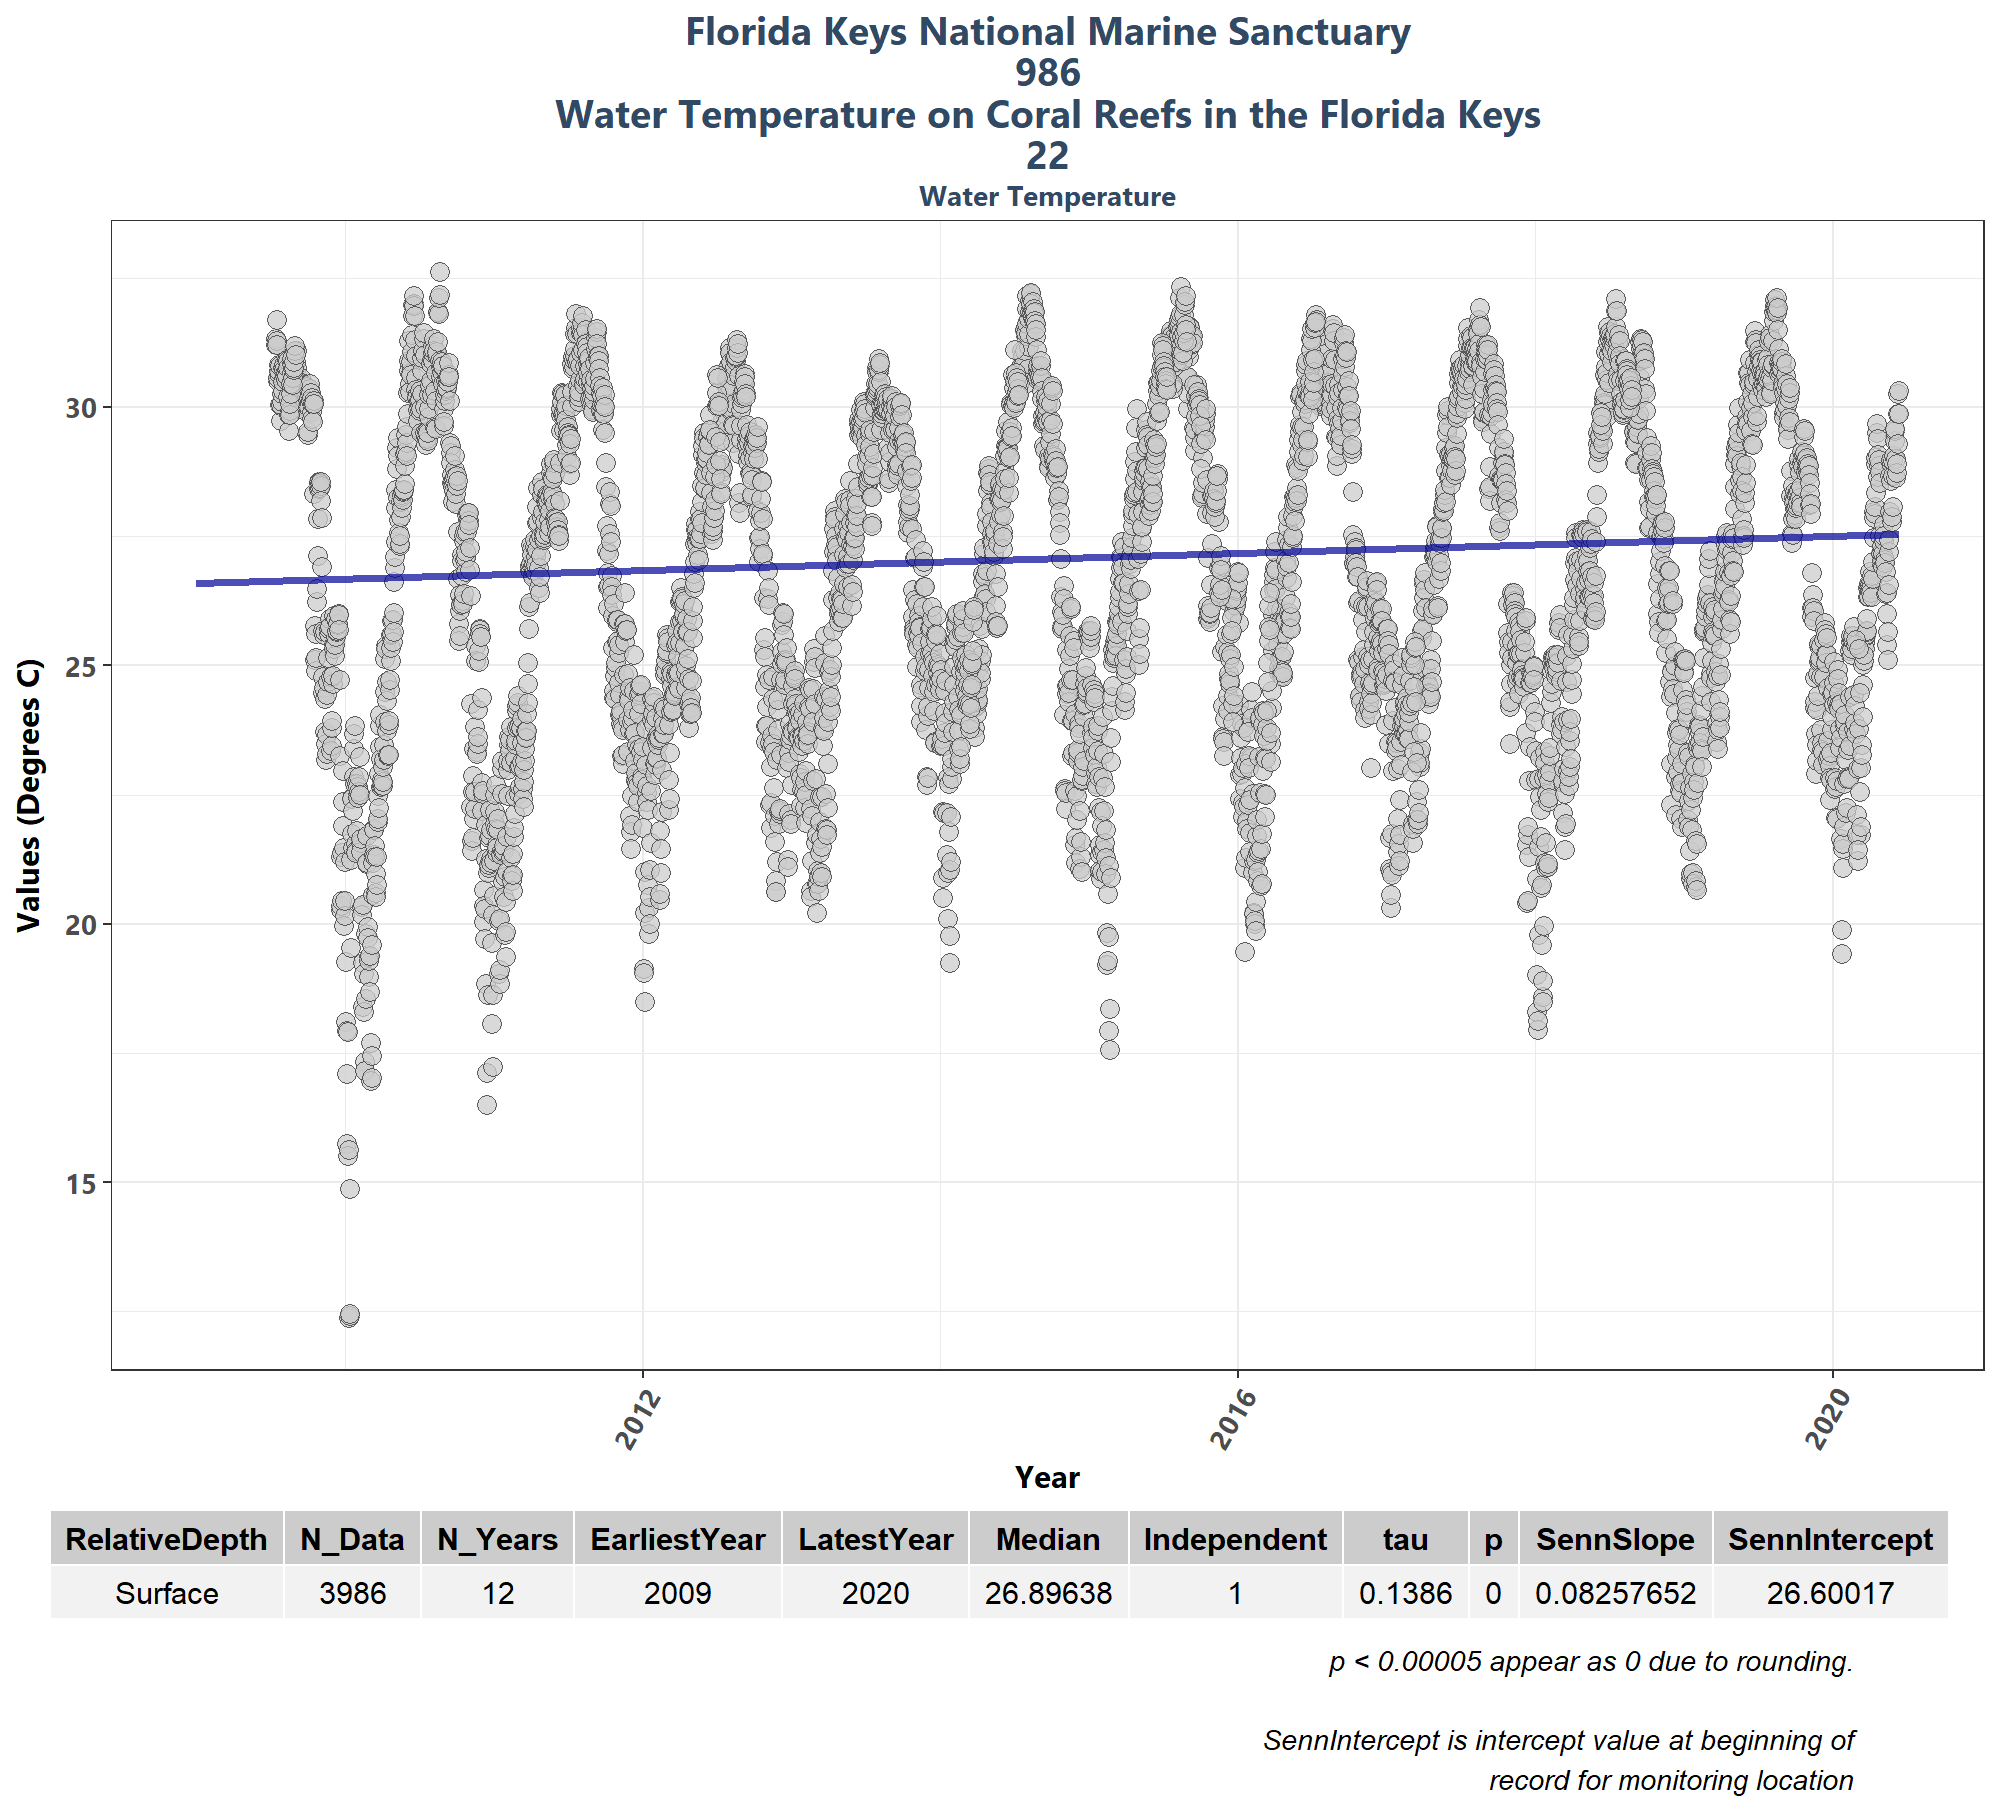 Florida Keys National Marine Sanctuary
986
Water Temperature on Coral Reefs in the Florida Keys
22
Water Temperature
Values (Degrees C)
30
25
20
15
2012
2016
2020
Year
RelativeDepth N_Data N_Years EarliestYear LatestYear Median Independent tau p SennSlope SennIntercept
Surface 3986 12 2009 2020 26.89638 1 0.1386 0 0.08257652 26.60017
p < 0.00005 appear as 0 due to rounding.
SennIntercept is intercept value at beginning of
record for monitoring location